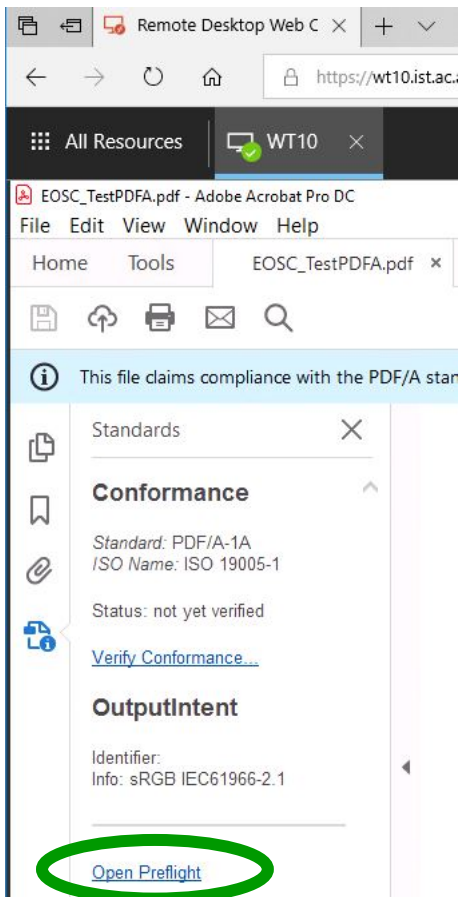 Remote Desktop Web C
https://wt10.ist.ac.a
All Resources WT10
EOSC_TestPDFA.pdf - Adobe Acrobat Pro DC
File Edit View Window Help
Home Tools EOSC_TestPDFA.pdf
This file claims compliance with the PDF/A stan
Standards
Conformance
Standard: PDF/A-1A
ISO Name: ISO 19005-1
Status: not yet verified
Verify Conformance...
OutputIntent
Identifier:
Info: sRGB IEC61966-2.1
Open Preflight